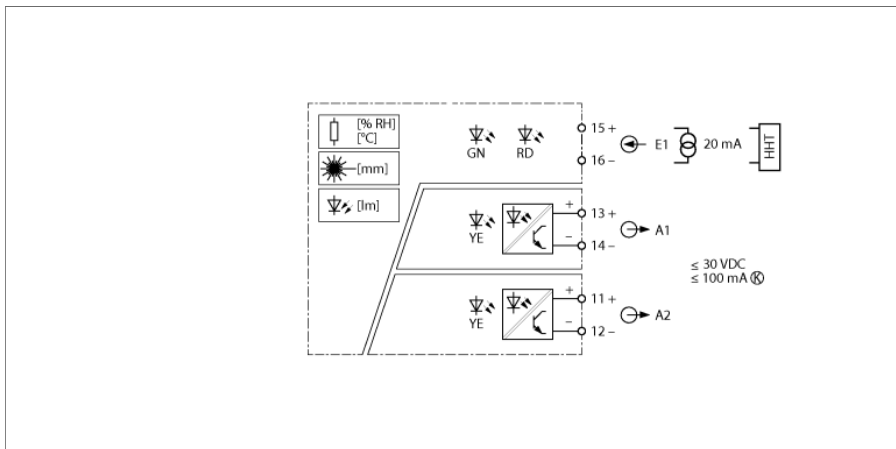 [% RH]
[°C]
[mm]
[lm]
GN RD
15 +
16 –
E1 20 mA HHT
YE
+
–
13 +
14 –
A1
≤ 30 VDC
≤ 100 mA Ⓚ
YE
+
–
11 +
12 –
A2